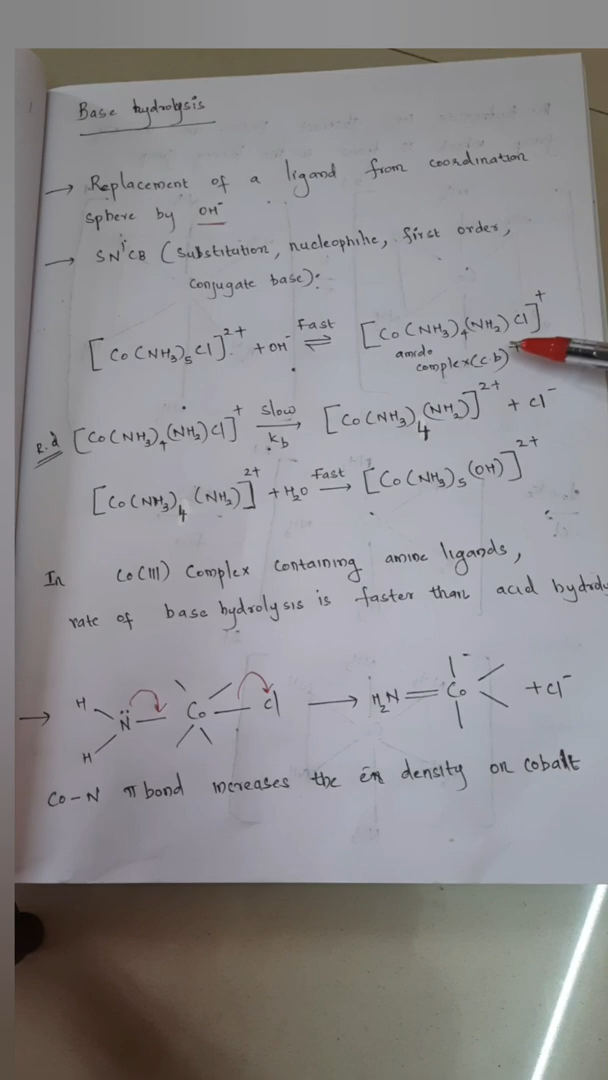 Base hydrolysis
→ Replacement of a ligand from coordination
sphere by OH⁻
→ SN¹CB (Substitution, nucleophilic, first order,
conjugate base):
[Co(NH₃)₅Cl]²⁺ + OH⁻ ⇌ Fast [Co(NH₃)₄(NH₂)Cl]⁺
amido
complex(c.b)
R.d [Co(NH₃)₄(NH₂)Cl]⁺ slow → k_b [Co(NH₃)₄(NH₂)]²⁺ + Cl⁻
[Co(NH₃)₄(NH₂)]²⁺ + H₂O Fast → [Co(NH₃)₅(OH)]²⁺
In Co(III) Complex containing amine ligands,
rate of base hydrolysis is faster than acid
→ H H N̈ — Co — Cl → H₂N = Co⁻ + Cl⁻
Co-N π bond increases the density on cobalt